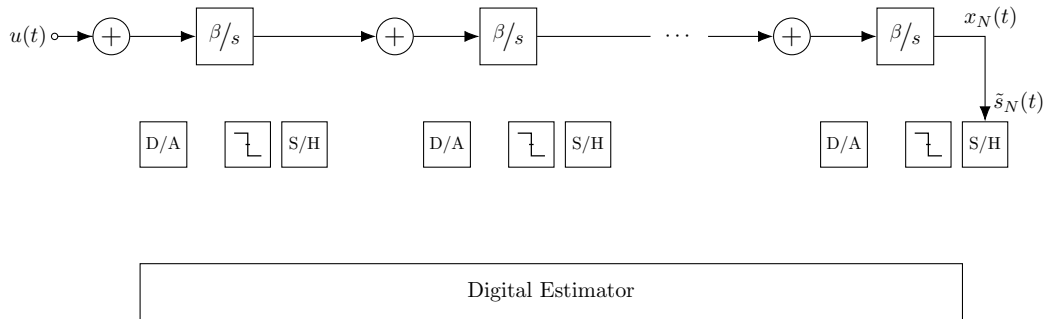 u(t) + β/s + β/s ⋯ + β/s x_N(t)
s̃_N(t)
D/A S/H D/A S/H D/A S/H
Digital Estimator